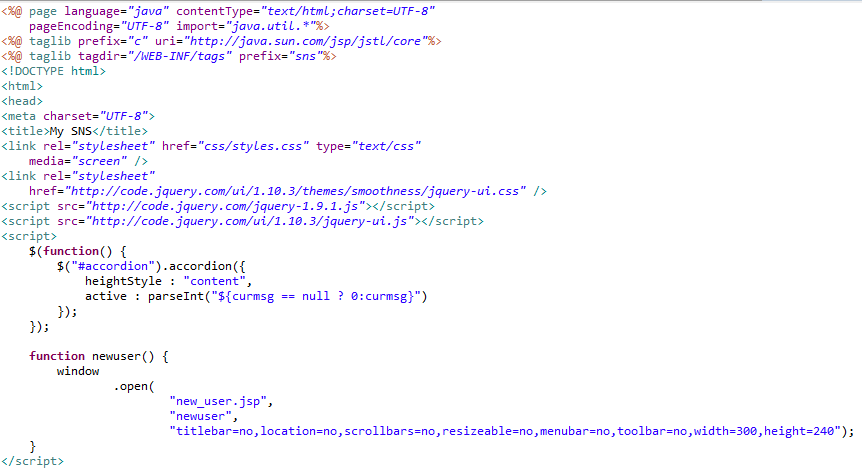 <%@ page language="java" contentType="text/html;charset=UTF-8"
    pageEncoding="UTF-8" import="java.util.*"%>
<%@ taglib prefix="c" uri="http://java.sun.com/jsp/jstl/core"%>
<%@ taglib tagdir="/WEB-INF/tags" prefix="sns"%>
<!DOCTYPE html>
<html>
<head>
<meta charset="UTF-8">
<title>My SNS</title>
<link rel="stylesheet" href="css/styles.css" type="text/css"
    media="screen" />
<link rel="stylesheet"
    href="http://code.jquery.com/ui/1.10.3/themes/smoothness/jquery-ui.css" />
<script src="http://code.jquery.com/jquery-1.9.1.js"></script>
<script src="http://code.jquery.com/ui/1.10.3/jquery-ui.js"></script>
<script>
    $(function() {
        $("#accordion").accordion({
            heightStyle : "content",
            active : parseInt("${curmsg == null ? 0:curmsg}")
        });
    });

    function newuser() {
        window
                .open(
                        "new_user.jsp",
                        "newuser",
                        "titlebar=no,location=no,scrollbars=no,resizeable=no,menubar=no,toolbar=no,width=300,height=240");
    }
</script>